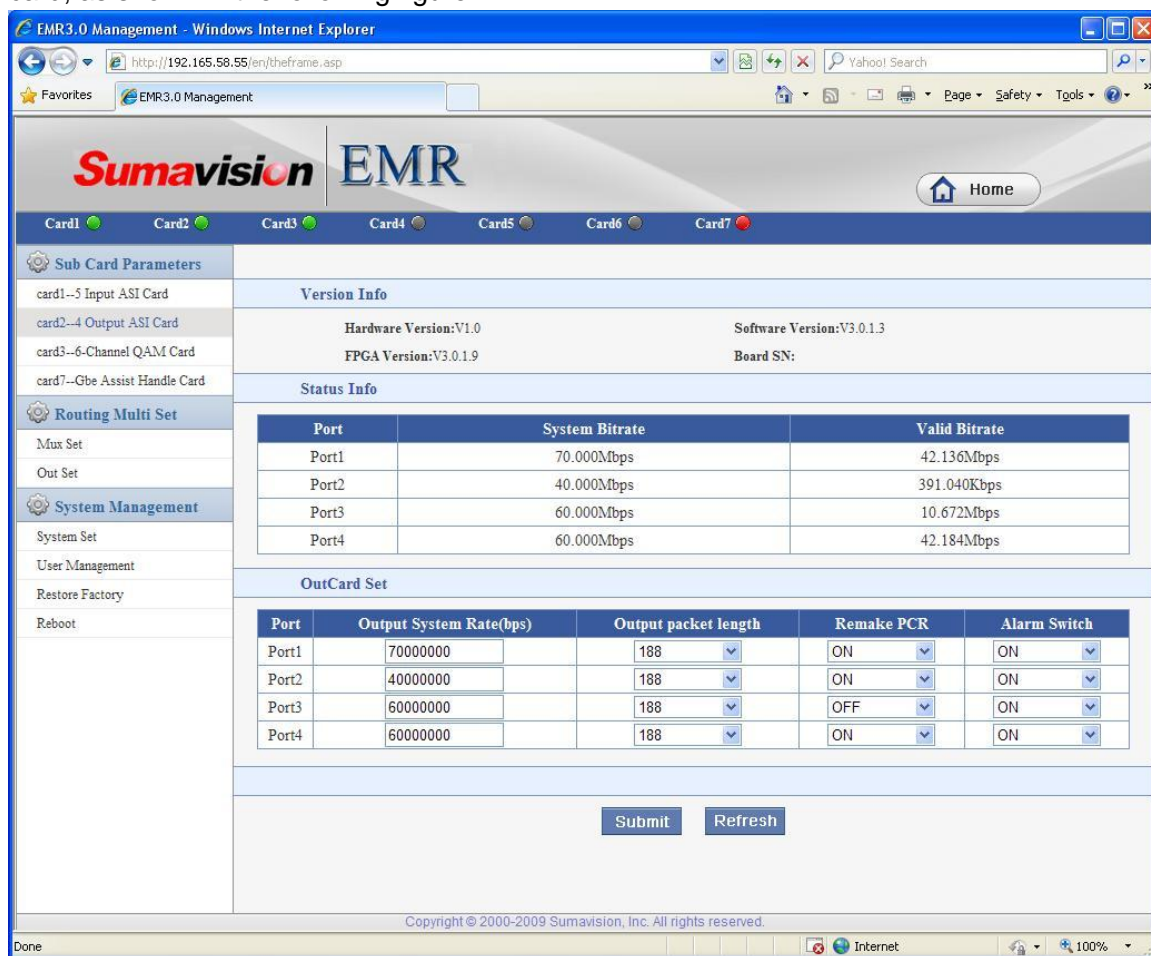 EMR3.0 Management - Windows Internet Explorer
http://192.165.58.55/en/theframe.asp
Yahoo! Search
Favorites
EMR3.0 Management
Page
Safety
Tools
Sumavision EMR
Home
Card1 Card2 Card3 Card4 Card5 Card6 Card7
Sub Card Parameters
card1--5 Input ASI Card
card2--4 Output ASI Card
card3--6-Channel QAM Card
card7--Gbe Assist Handle Card
Routing Multi Set
Mux Set
Out Set
System Management
System Set
User Management
Restore Factory
Reboot
Version Info
Hardware Version:V1.0 Software Version:V3.0.1.3
FPGA Version:V3.0.1.9 Board SN:
Status Info
Port System Bitrate Valid Bitrate
Port1 70.000Mbps 42.136Mbps
Port2 40.000Mbps 391.040Kbps
Port3 60.000Mbps 10.672Mbps
Port4 60.000Mbps 42.184Mbps
OutCard Set
Port Output System Rate(bps) Output packet length Remake PCR Alarm Switch
Port1 70000000 188 ON ON
Port2 40000000 188 ON ON
Port3 60000000 188 OFF ON
Port4 60000000 188 ON ON
Submit Refresh
Copyright © 2000-2009 Sumavision, Inc. All rights reserved.
Done
Internet
100%